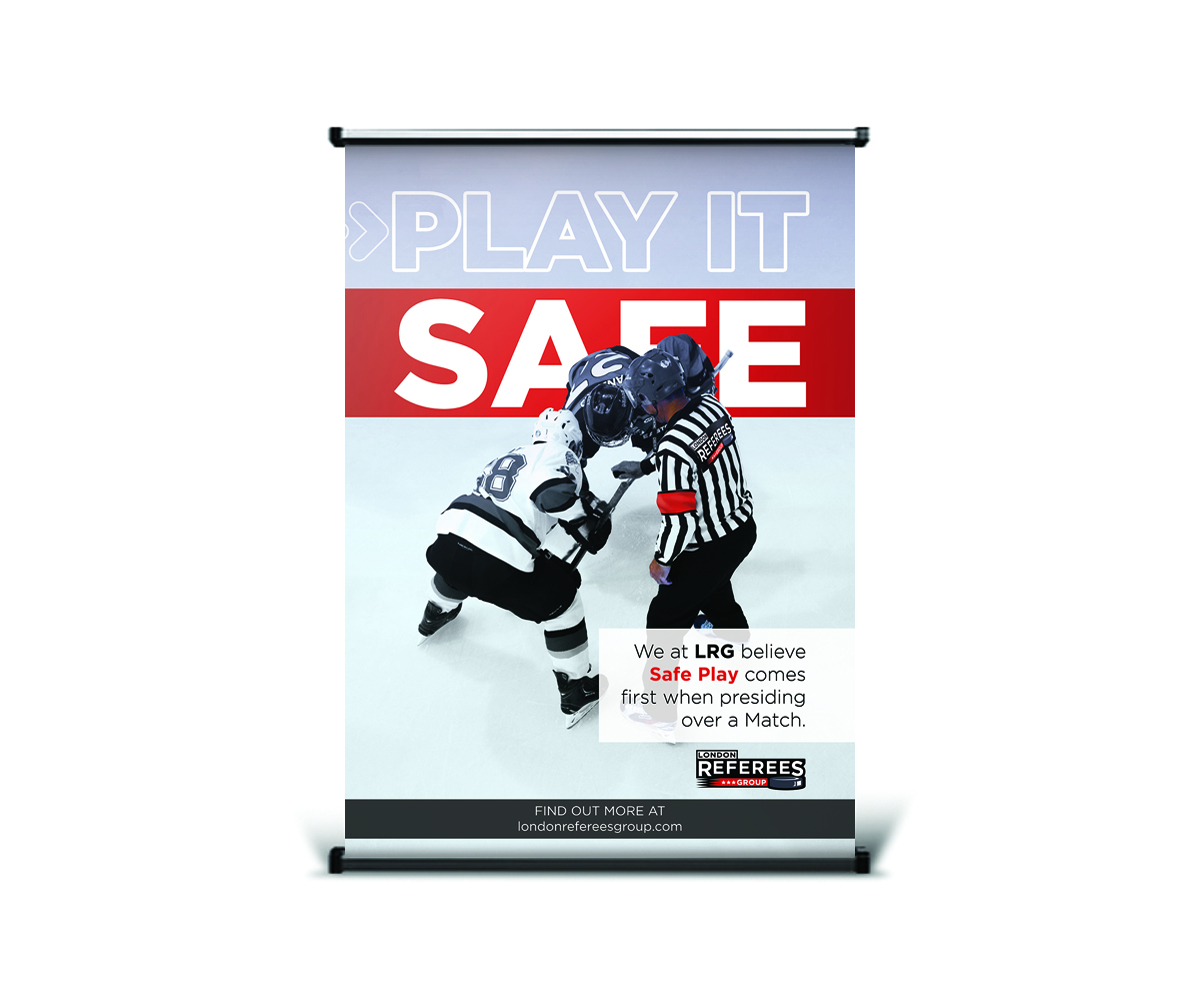 PLAY IT
SAFE
REFEREES
We at LRG believe
Safe Play comes
first when presiding
over a Match.
LONDON
REFEREES
GROUP
FIND OUT MORE AT
londonrefereesgroup.com